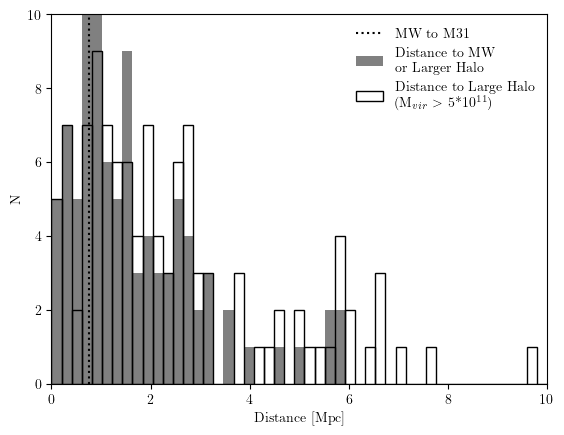 MW to M31
Distance to MW
or Larger Halo
Distance to Large Halo
(M_vir > 5*10^11)
10
8
6
4
2
0
N
0 2 4 6 8 10
Distance [Mpc]